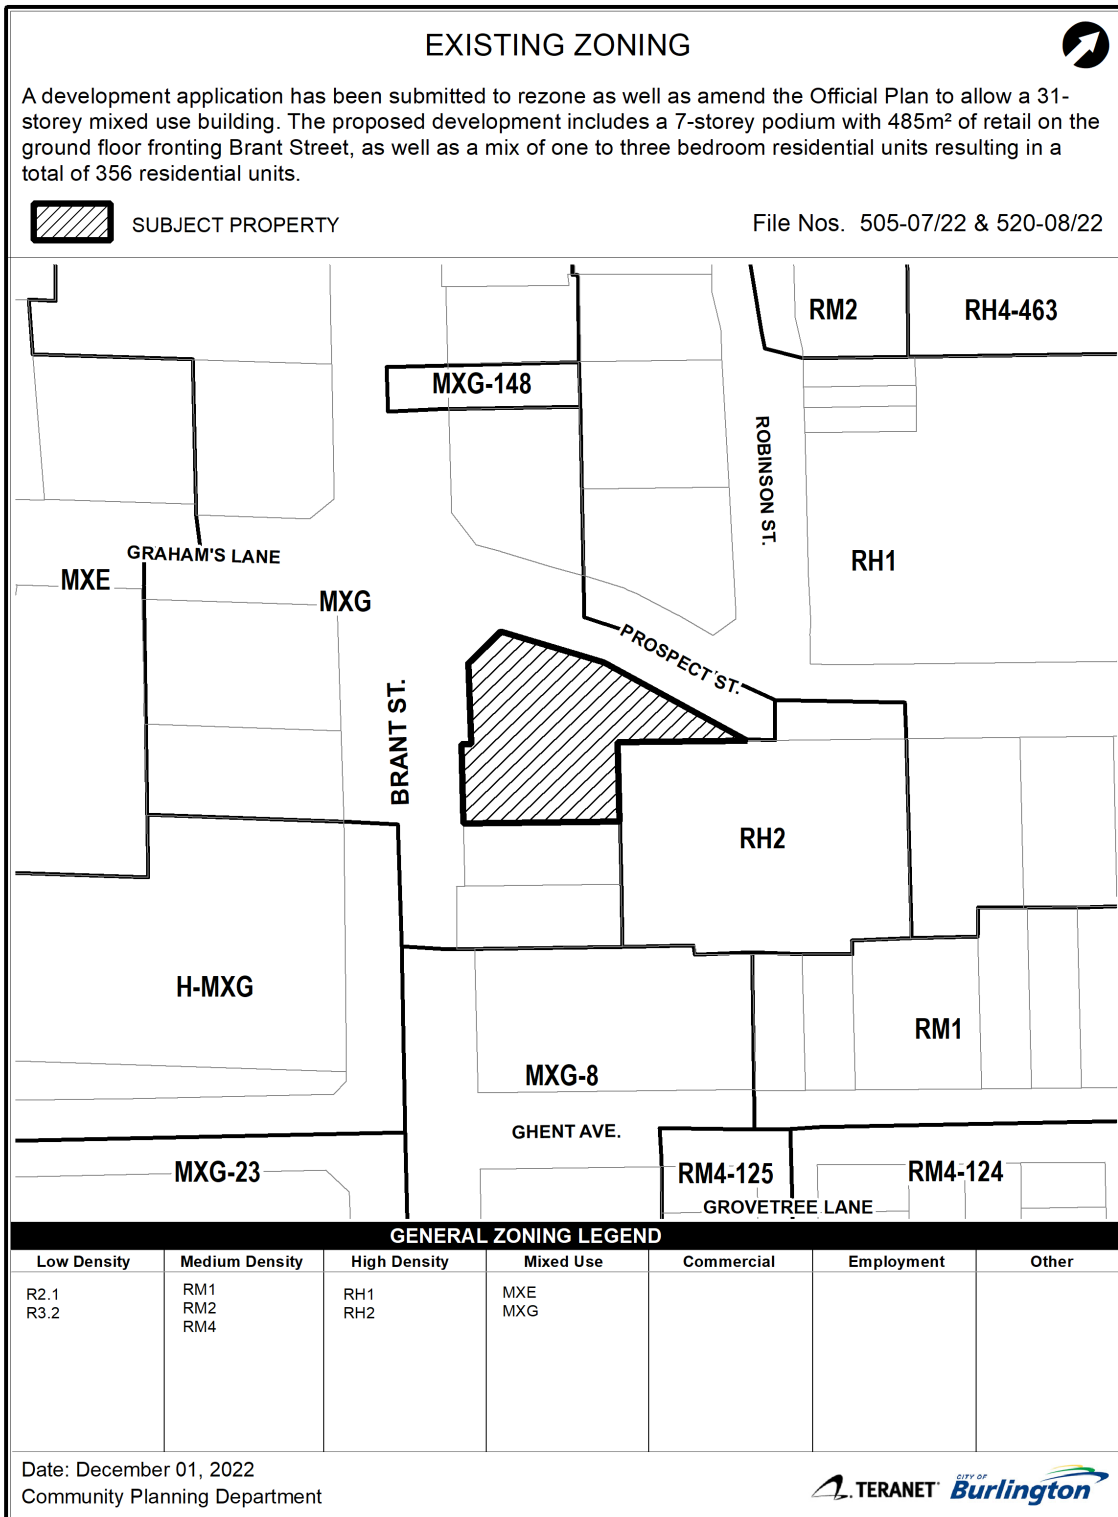 EXISTING ZONING
A development application has been submitted to rezone as well as amend the Official Plan to allow a 31-
storey mixed use building. The proposed development includes a 7-storey podium with 485m² of retail on the
ground floor fronting Brant Street, as well as a mix of one to three bedroom residential units resulting in a
total of 356 residential units.
SUBJECT PROPERTY
File Nos. 505-07/22 & 520-08/22
RM2
RH4-463
MXG-148
ROBINSON ST.
GRAHAM'S LANE
RH1
MXE
MXG
PROSPECT ST.
BRANT ST.
RH2
H-MXG
RM1
MXG-8
GHENT AVE.
MXG-23
RM4-125
RM4-124
GROVETREE LANE
GENERAL ZONING LEGEND
Low Density
Medium Density
High Density
Mixed Use
Commercial
Employment
Other
R2.1
R3.2
RM1
RM2
RM4
RH1
RH2
MXE
MXG
Date: December 01, 2022
Community Planning Department
TERANET
CITY OF
Burlington